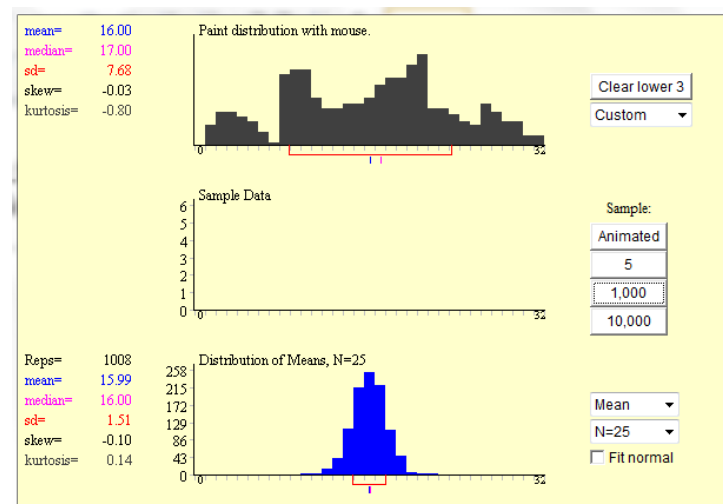 mean= 16.00
median= 17.00
sd= 7.68
skew= -0.03
kurtosis= -0.80
Paint distribution with mouse.
0 32
Clear lower 3
Custom
Sample Data
6
5
4
3
2
1
0
0 32
Sample:
Animated
5
1,000
10,000
Reps= 1008
mean= 15.99
median= 16.00
sd= 1.51
skew= -0.10
kurtosis= 0.14
Distribution of Means, N=25
258
215
172
129
86
43
0
0 32
Mean
N=25
Fit normal